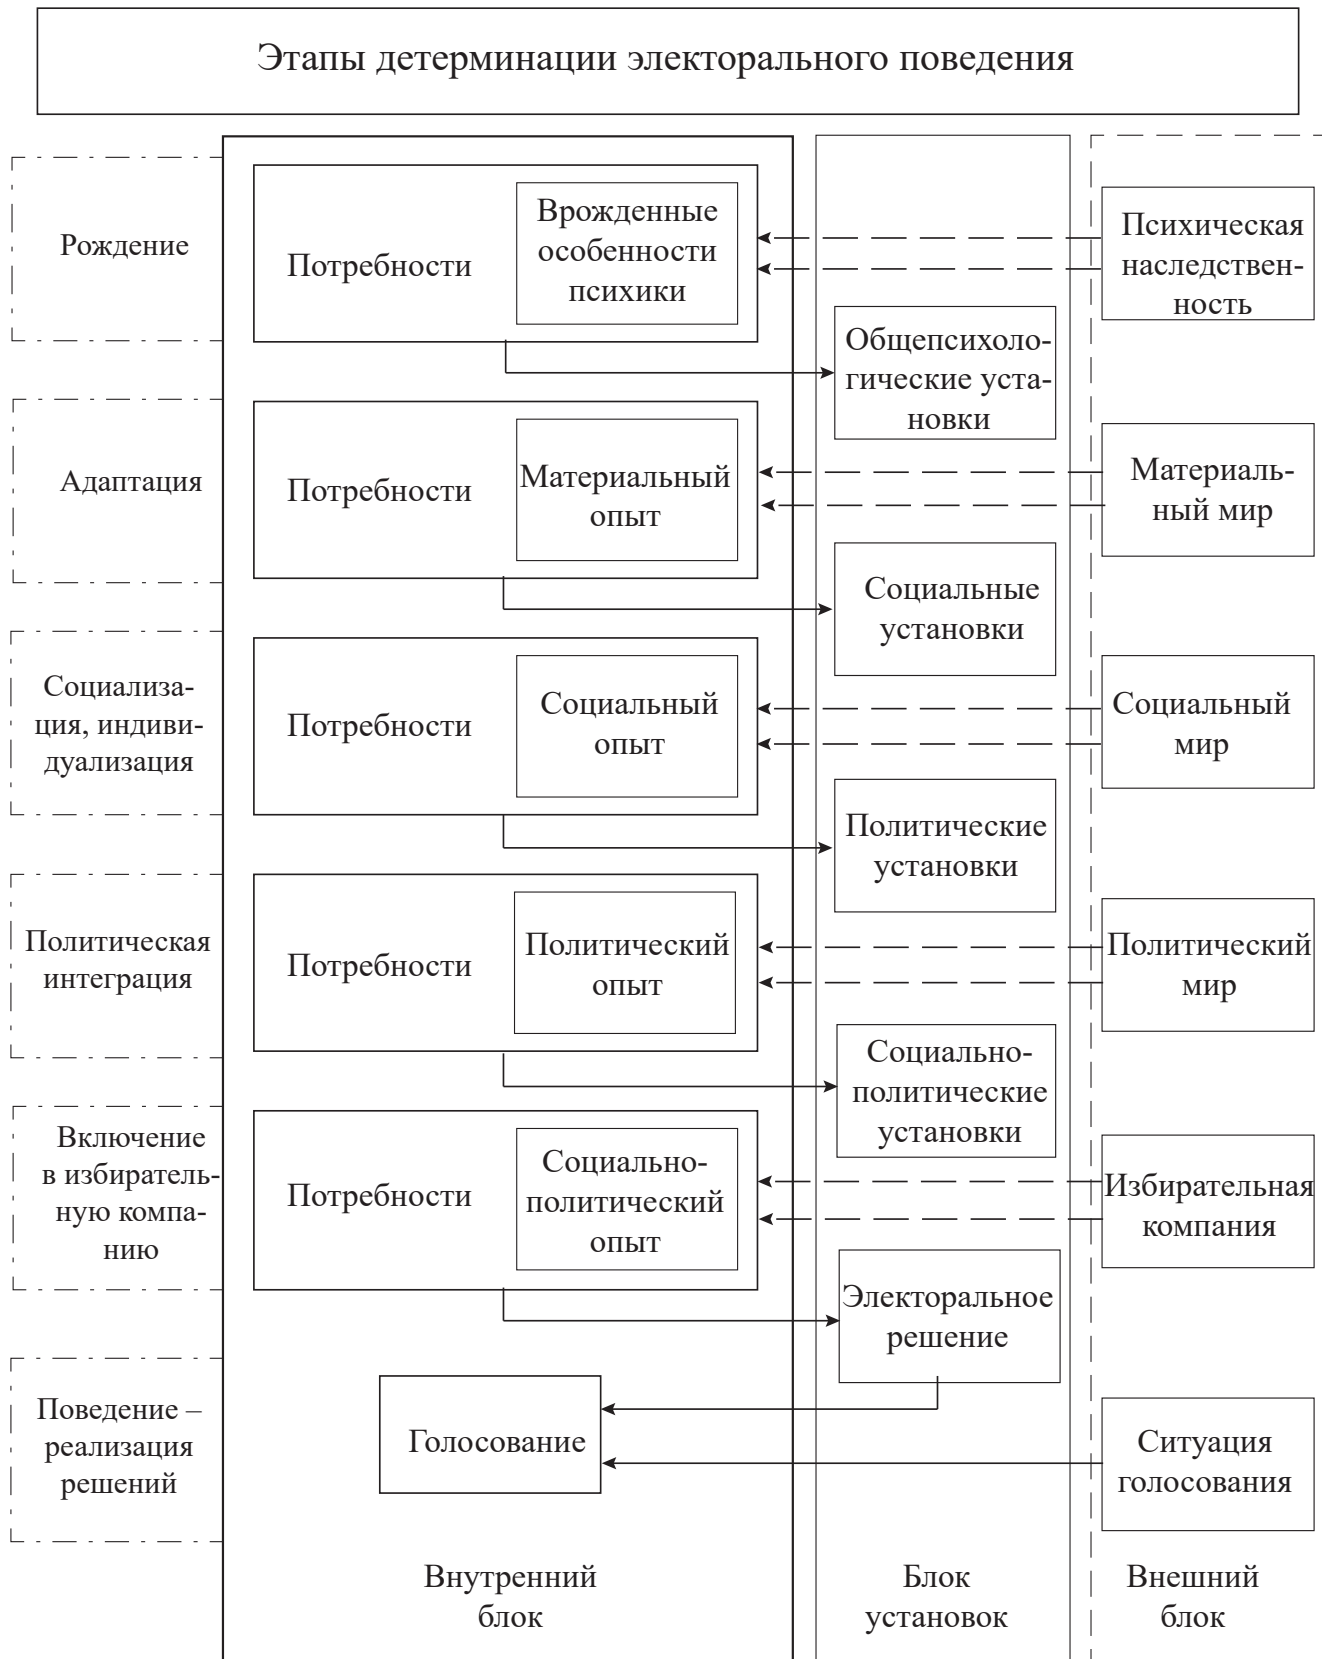 Этапы детерминации электорального поведения
Рождение
Потребности
Врожденные
особенности
психики
Психическая
наследствен-
ность
Общепсихоло-
гические уста-
новки
Адаптация
Потребности
Материальный
опыт
Материаль-
ный мир
Социальные
установки
Социализа-
ция, индиви-
дуализация
Потребности
Социальный
опыт
Социальный
мир
Политические
установки
Политическая
интеграция
Потребности
Политический
опыт
Политический
мир
Социально-
политические
установки
Включение
в избиратель-
ную компа-
нию
Потребности
Социально-
политический
опыт
Избирательная
компания
Электоральное
решение
Поведение –
реализация
решений
Голосование
Ситуация
голосования
Внутренний
блок
Блок
установок
Внешний
блок